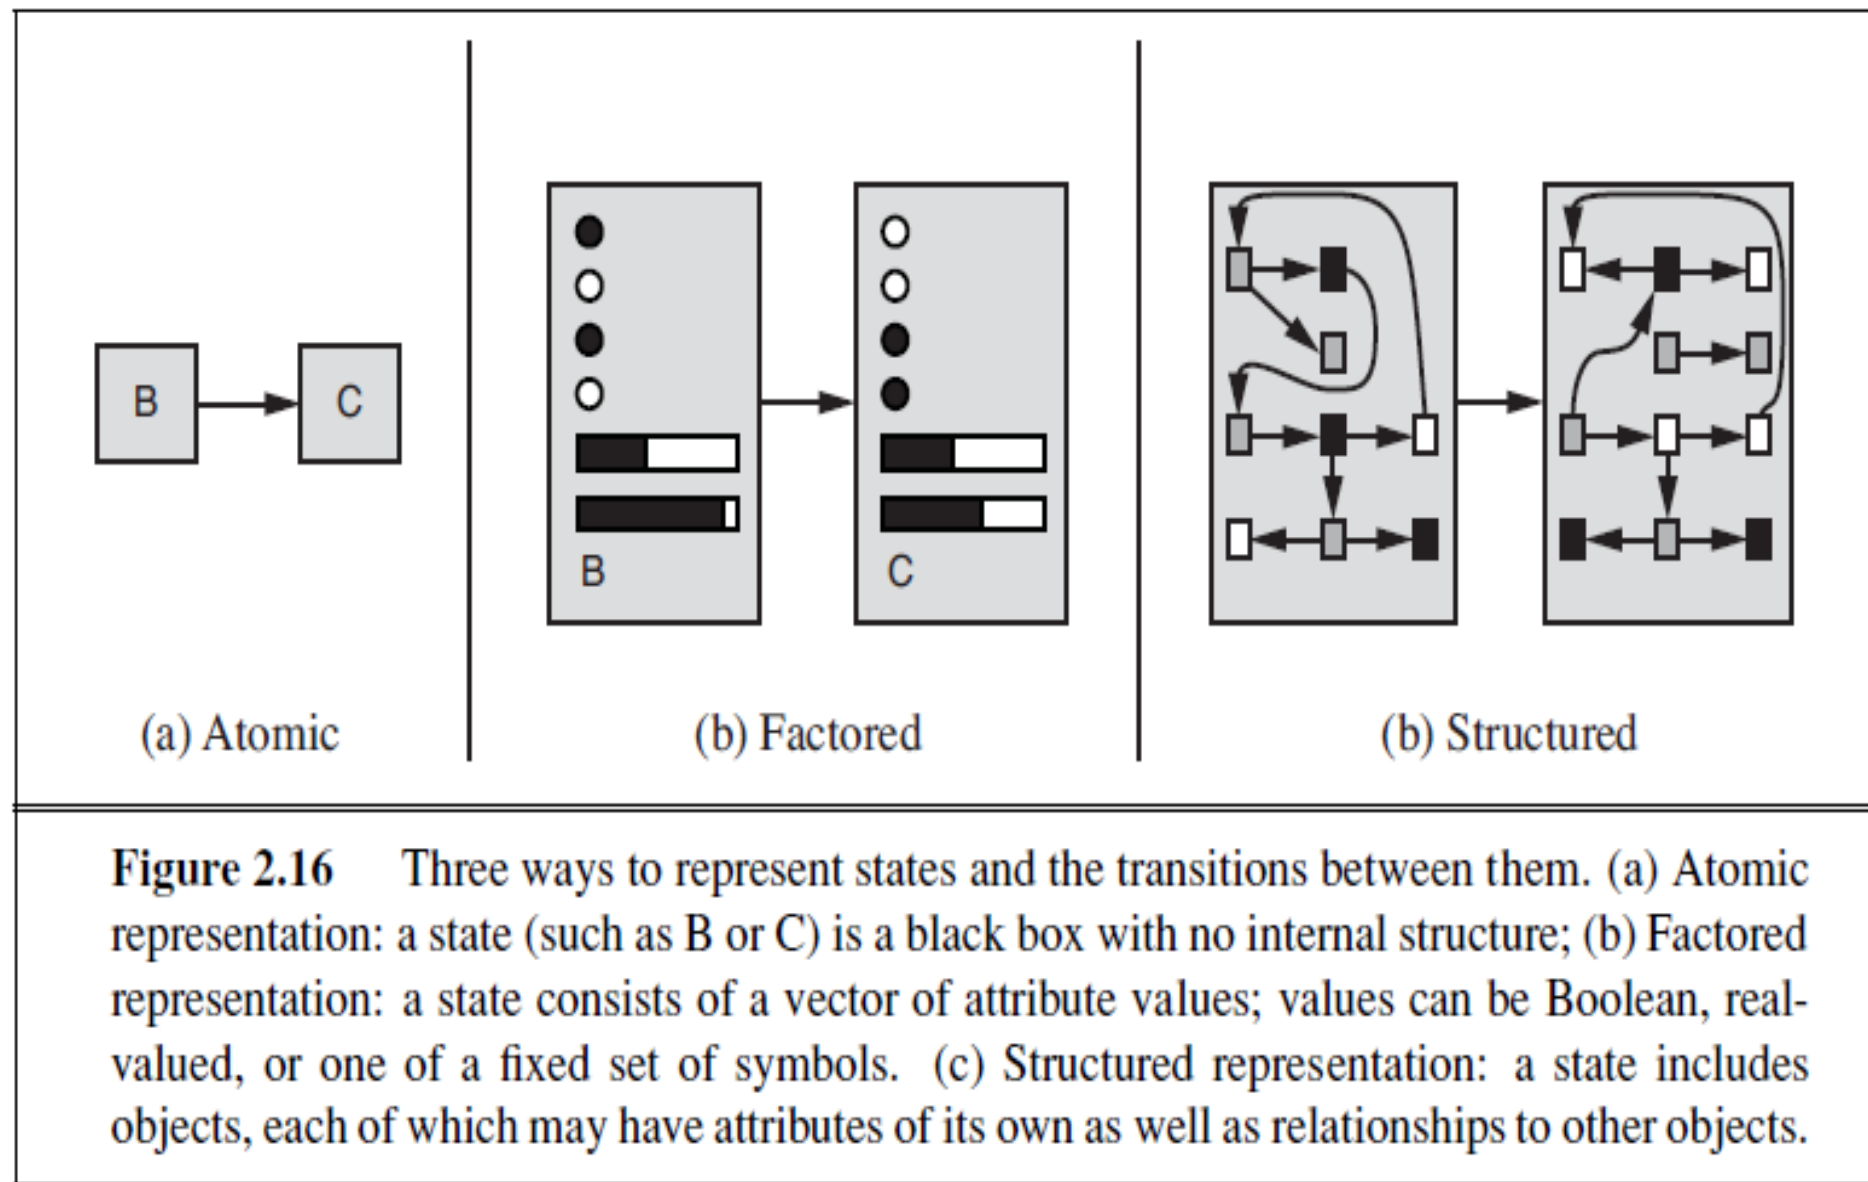 B
C
B
C
(a) Atomic
(b) Factored
(b) Structured
Figure 2.16 Three ways to represent states and the transitions between them. (a) Atomic
representation: a state (such as B or C) is a black box with no internal structure; (b) Factored
representation: a state consists of a vector of attribute values; values can be Boolean, real-
valued, or one of a fixed set of symbols. (c) Structured representation: a state includes
objects, each of which may have attributes of its own as well as relationships to other objects.